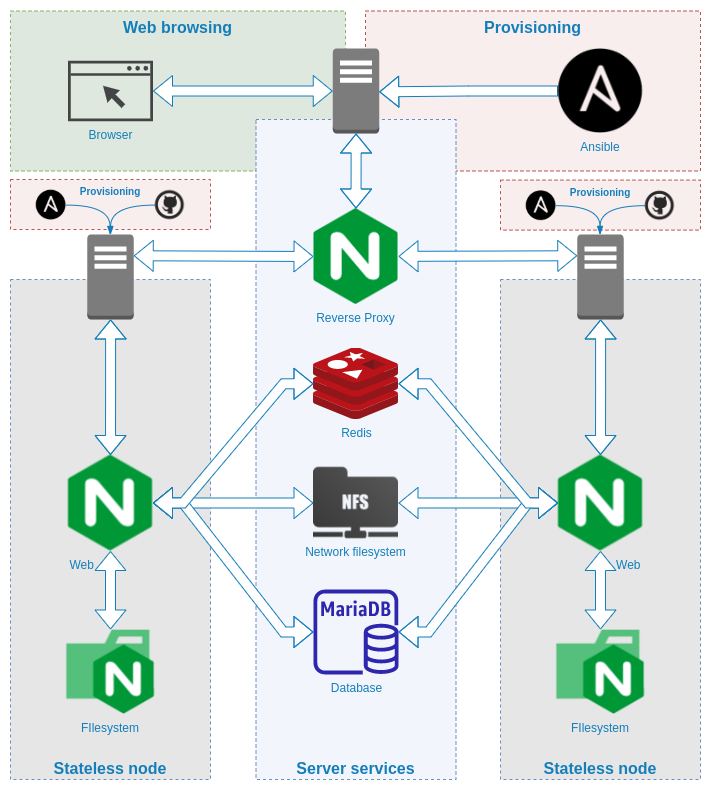 Web browsing
Provisioning
Browser
Ansible
Provisioning
Provisioning
N
Reverse Proxy
Redis
N
NFS
N
Network filesystem
Web
Web
MariaDB
N
N
Database
FIlesystem
FIlesystem
Stateless node
Server services
Stateless node